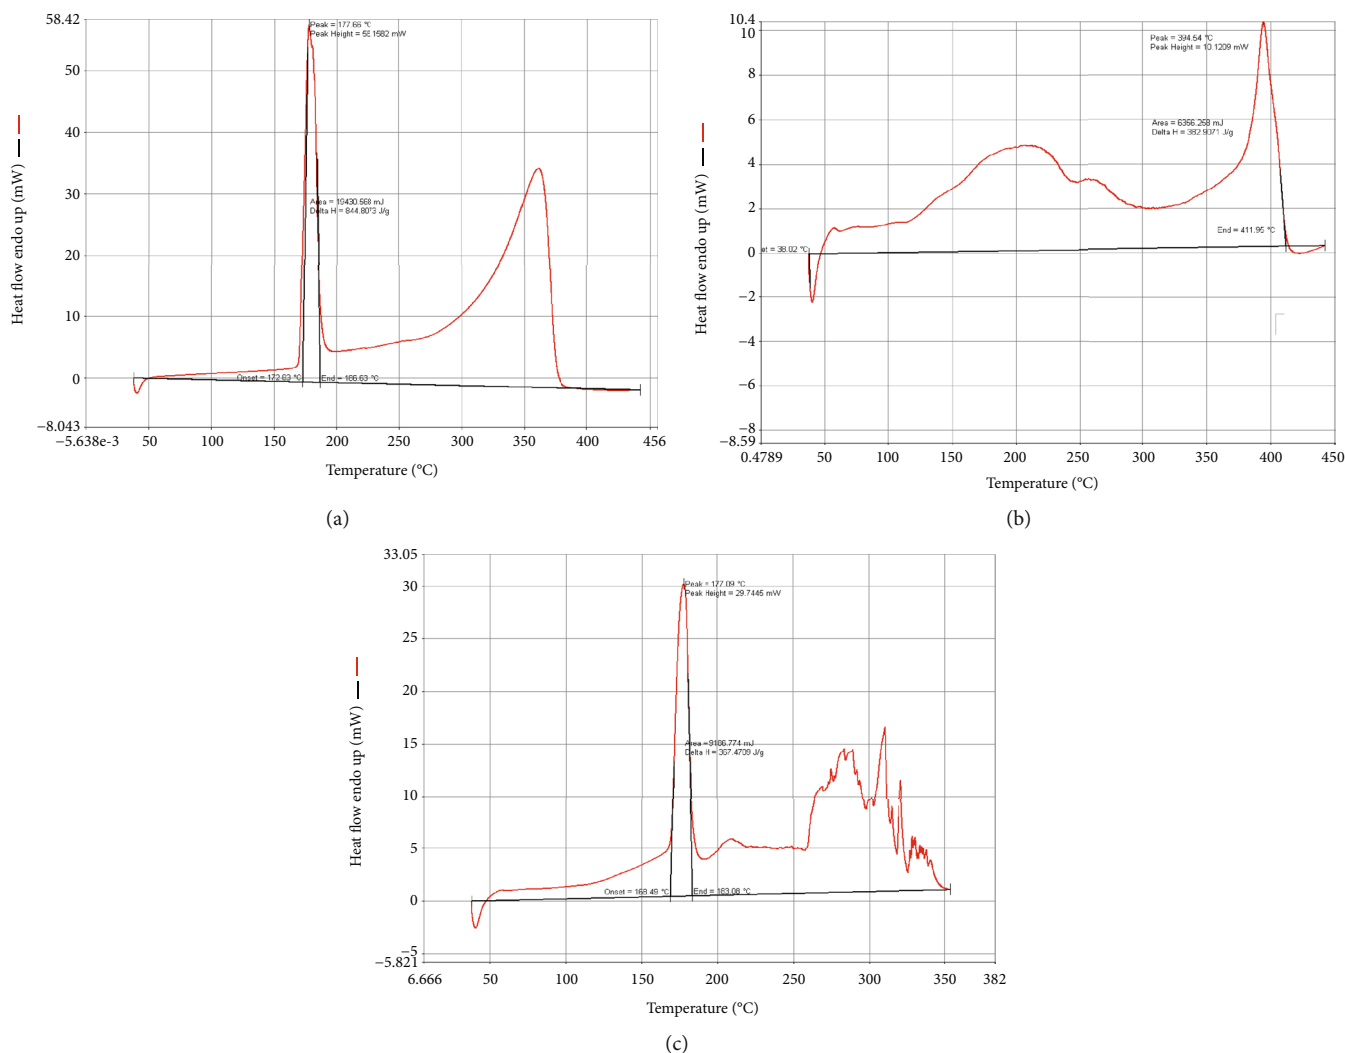 58.42
50
40
30
20
10
0
−8.043
−5.638e-3
50
100
150
200
250
300
350
400
456
Heat flow endo up (mW)
Temperature (°C)
Peak = 177.66 °C
Area = 19430.568 mJ
Delta H = 844.8073 J/g
Onset = 172.63 °C
End = 186.63 °C
(a)
10.4
10
8
6
4
2
0
−2
−4
−6
−8
−8.59
0.4789
50
100
150
200
250
300
350
400
450
Heat flow endo up (mW)
Temperature (°C)
Peak = 394.54 °C
Peak Height = 10.1209 mW
Area = 6356.258 mJ
Delta H = 382.9071 J/g
= 38.02 °C
End = 411.95 °C
(b)
33.05
30
25
20
15
10
5
0
−5
−5.821
6.666
50
100
150
200
250
300
350
382
Heat flow endo up (mW)
Temperature (°C)
Peak = 177.09 °C
Peak Height = 29.7445 mW
Area = 9186.774 mJ
Delta H = 367.4709 J/g
Onset = 168.49 °C
End = 183.08 °C
(c)